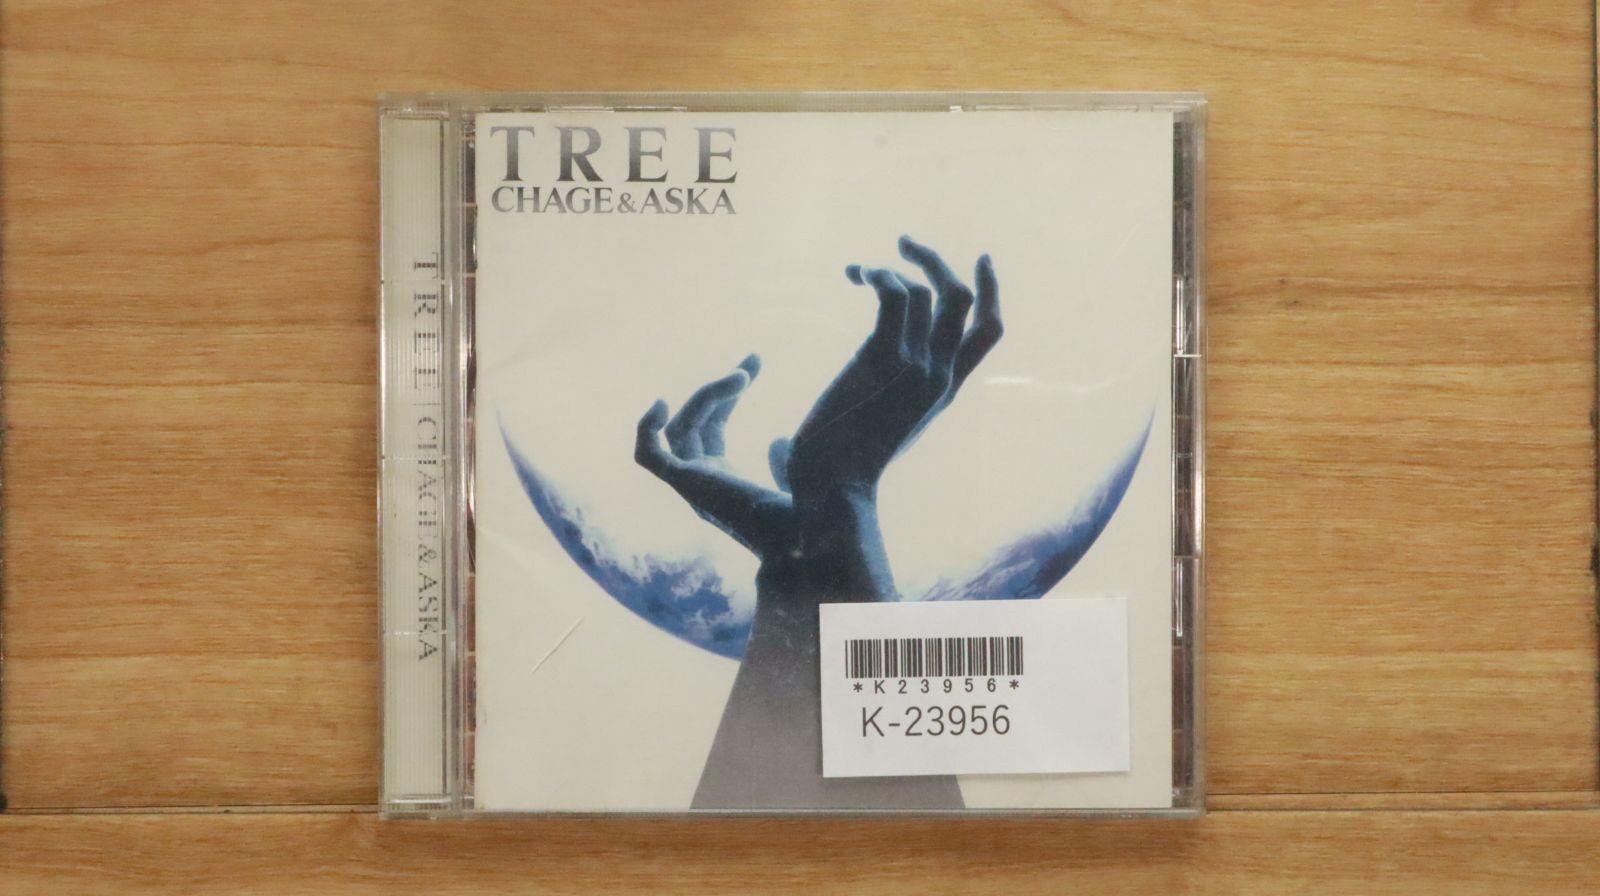 TREE
CHAGE&ASKA
TREE | CHAGE&ASKA
*K23956*
K-23956